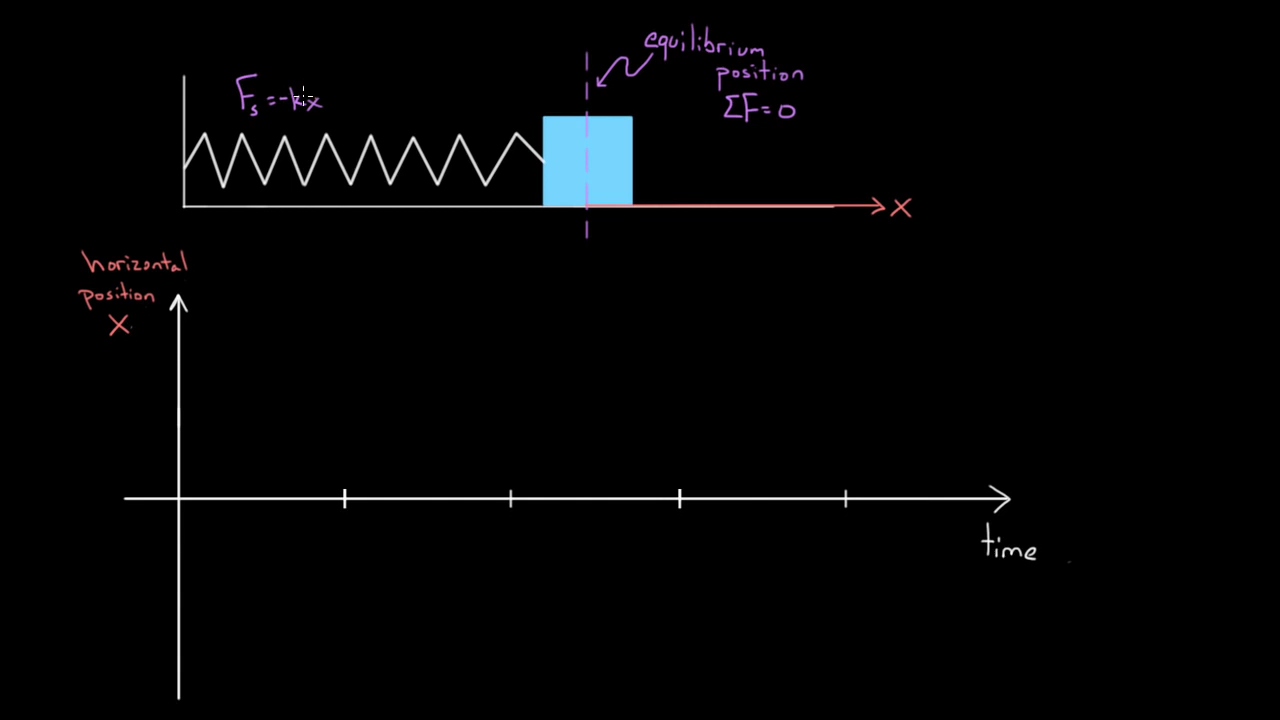 equilibrium
position
ΣF=0
Fs=-kx
X
horizontal
position
X
time